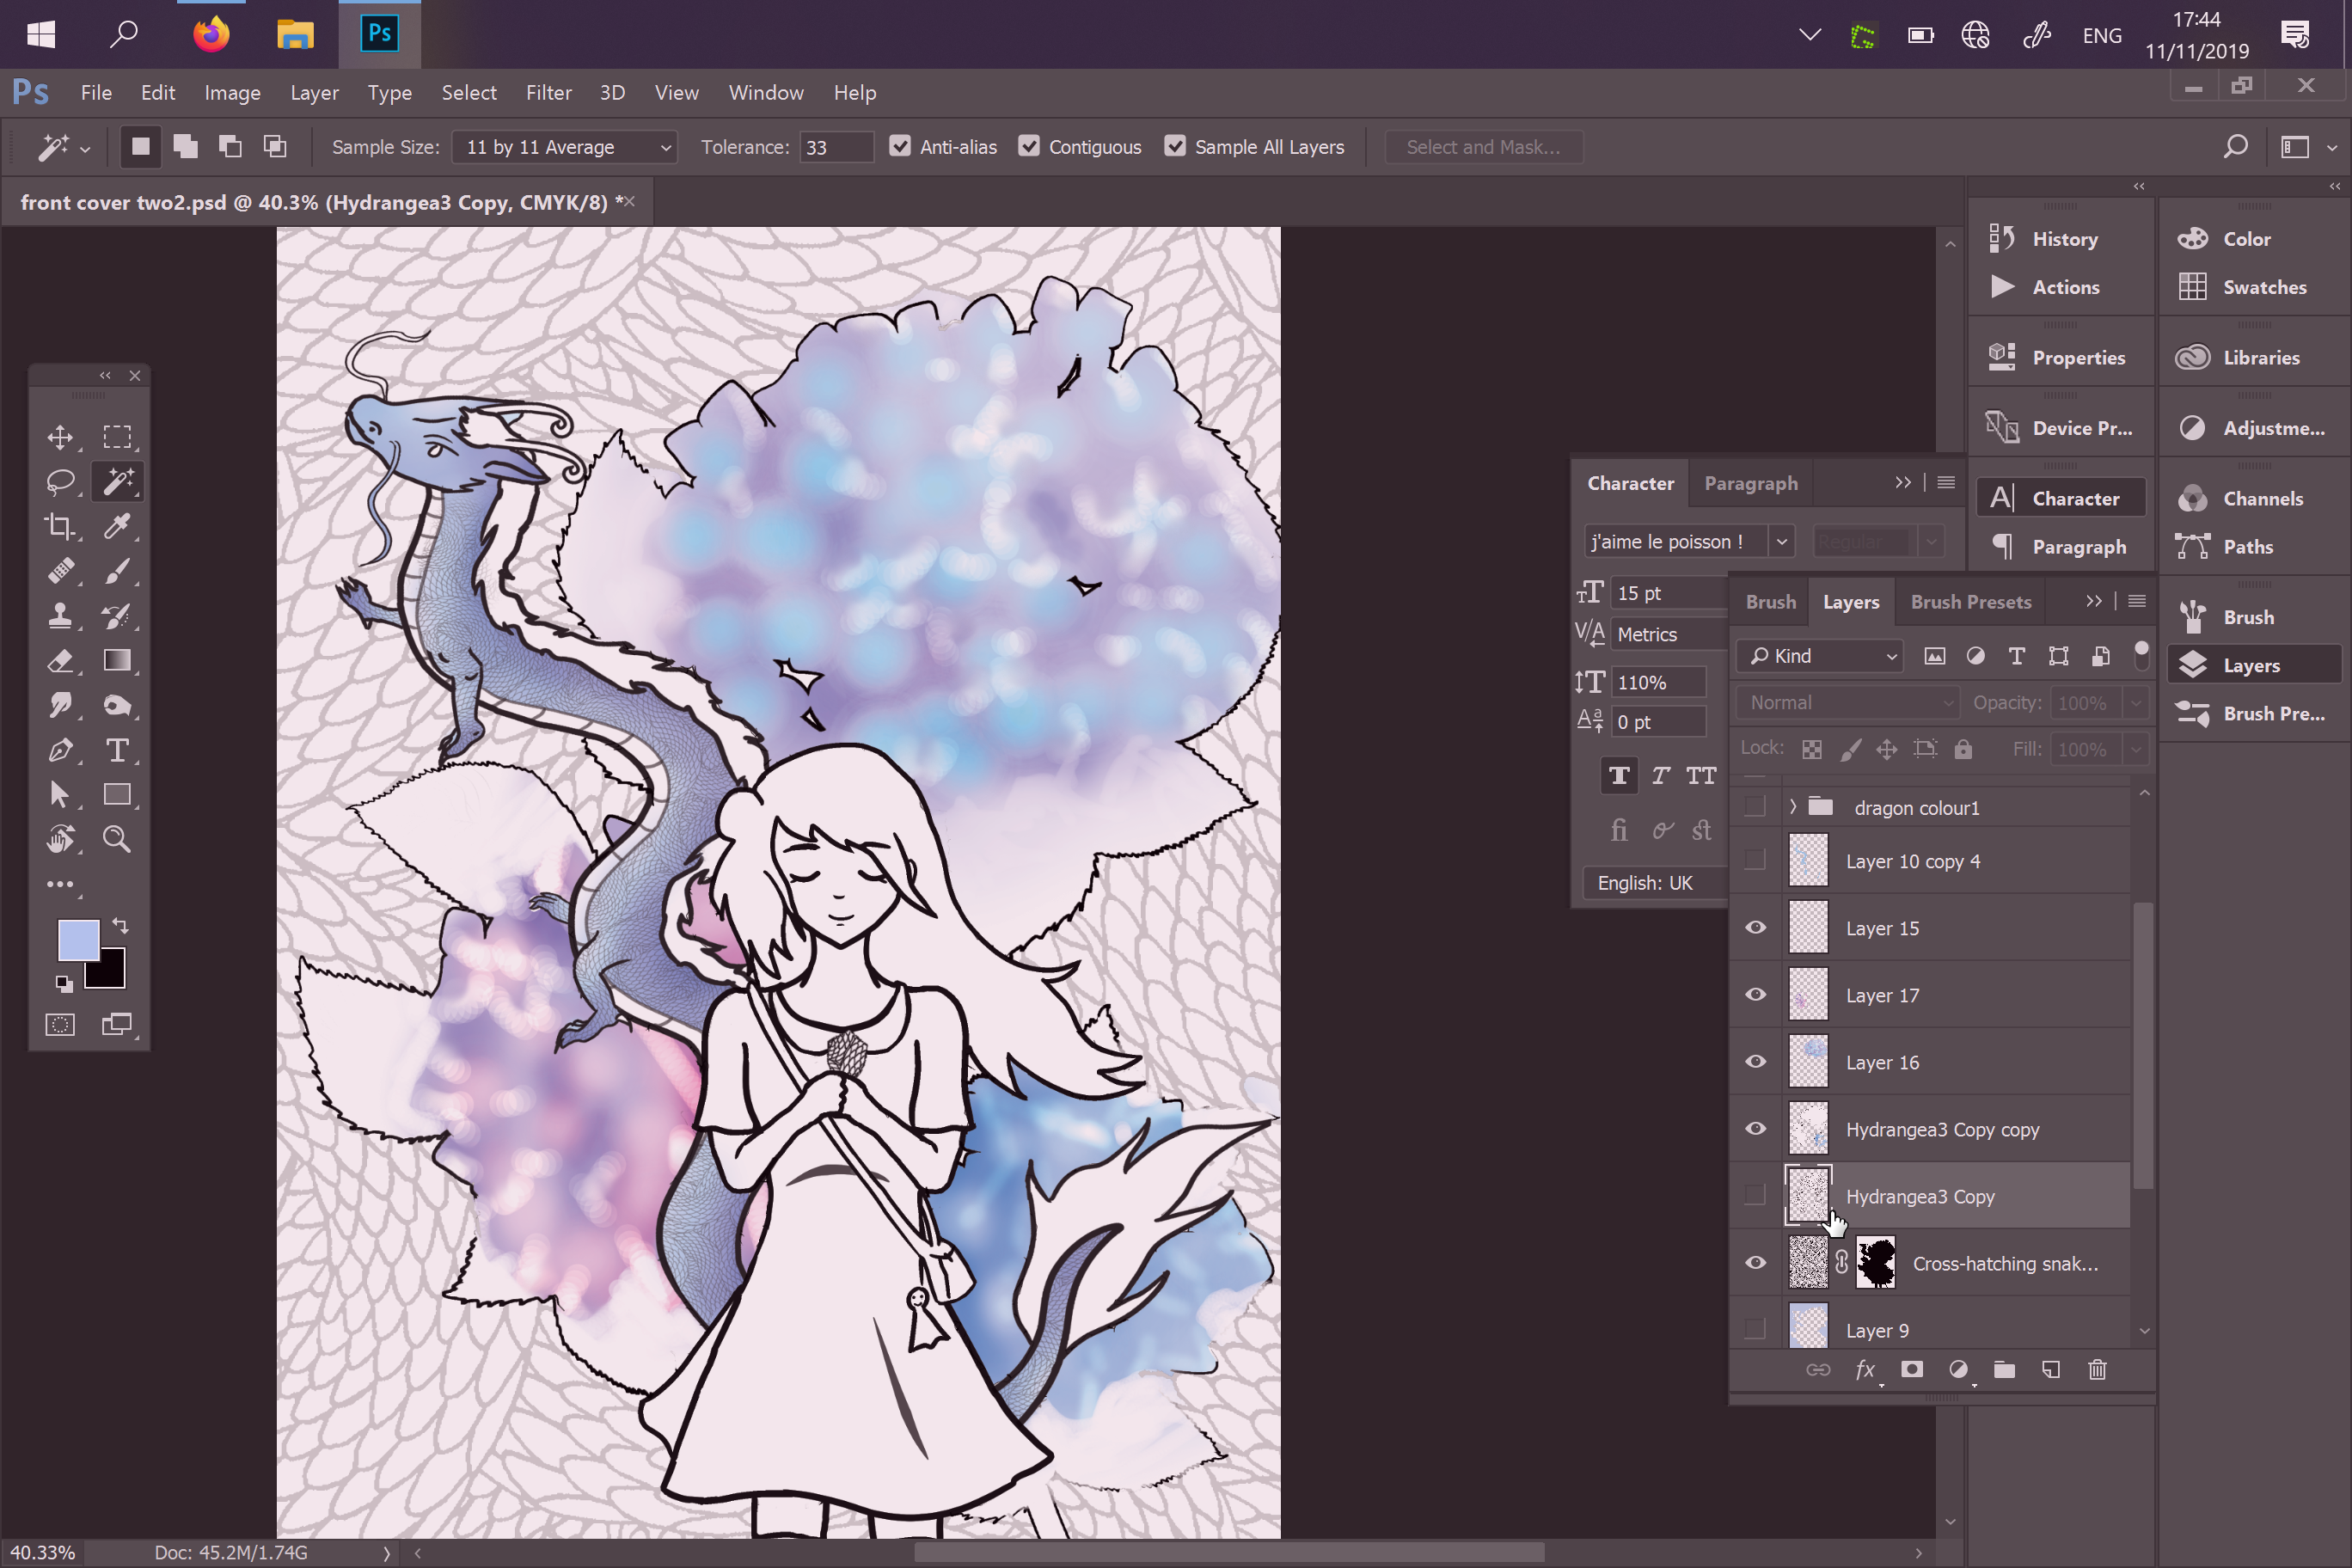 Ps
17:44
ENG
11/11/2019
Ps File Edit Image Layer Type Select Filter 3D View Window Help
Sample Size: 11 by 11 Average Tolerance: 33 Anti-alias Contiguous Sample All Layers Select and Mask...
front cover two2.psd @ 40.3% (Hydrangea3 Copy, CMYK/8) *
History
Actions
Properties
Device Pr...
Character
Paragraph
Color
Swatches
Libraries
Adjustme...
Channels
Paths
Brush
Layers
Brush Pre...
Character Paragraph
j'aime le poisson ! Regular
15 pt
Metrics
110%
0 pt
English: UK
Brush Layers Brush Presets
Kind
Normal Opacity: 100%
Lock: Fill: 100%
dragon colour1
Layer 10 copy 4
Layer 15
Layer 17
Layer 16
Hydrangea3 Copy copy
Hydrangea3 Copy
Cross-hatching snak...
Layer 9
fx
40.33% Doc: 45.2M/1.74G